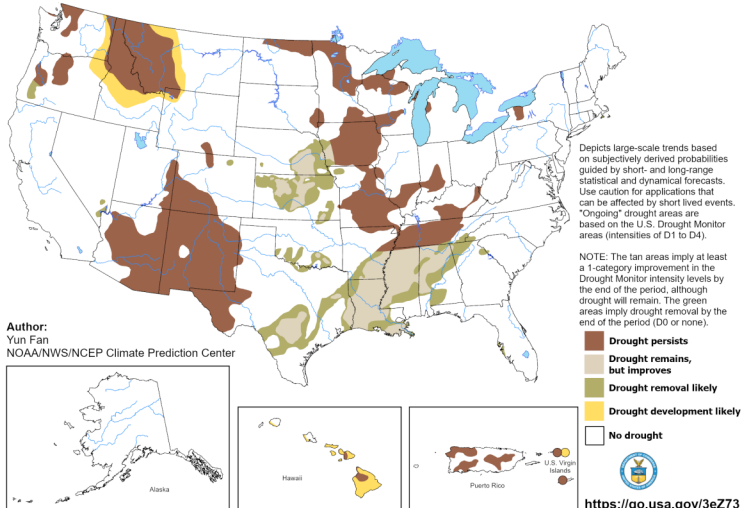 Depicts large-scale trends based
on subjectively derived probabilities
guided by short- and long-range
statistical and dynamical forecasts.
Use caution for applications that
can be affected by short lived events.
"Ongoing" drought areas are
based on the U.S. Drought Monitor
areas (intensities of D1 to D4).
NOTE: The tan areas imply at least
a 1-category improvement in the
Drought Monitor intensity levels by
the end of the period, although
drought will remain. The green
areas imply drought removal by the
end of the period (D0 or none).
Author:
Yun Fan
NOAA/NWS/NCEP Climate Prediction Center
Drought persists
Drought remains,
but improves
Drought removal likely
Drought development likely
No drought
Alaska
Hawaii
Puerto Rico
U.S. Virgin
Islands
https://go.usa.gov/3eZ73